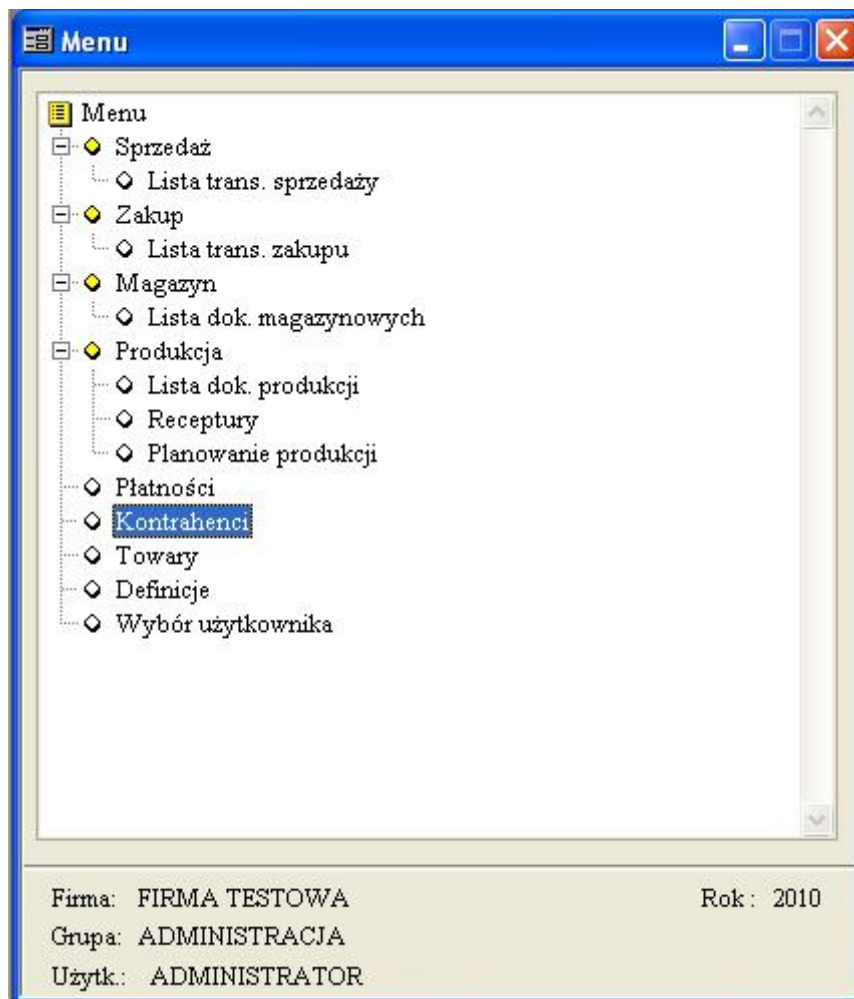 Menu
Menu
Sprzedaż
Lista trans. sprzedaży
Zakup
Lista trans. zakupu
Magazyn
Lista dok. magazynowych
Produkcja
Lista dok. produkcji
Receptury
Planowanie produkcji
Płatności
Kontrahenci
Towary
Definicje
Wybór użytkownika
Firma: FIRMA TESTOWA Rok : 2010
Grupa: ADMINISTRACJA
Użytk.: ADMINISTRATOR